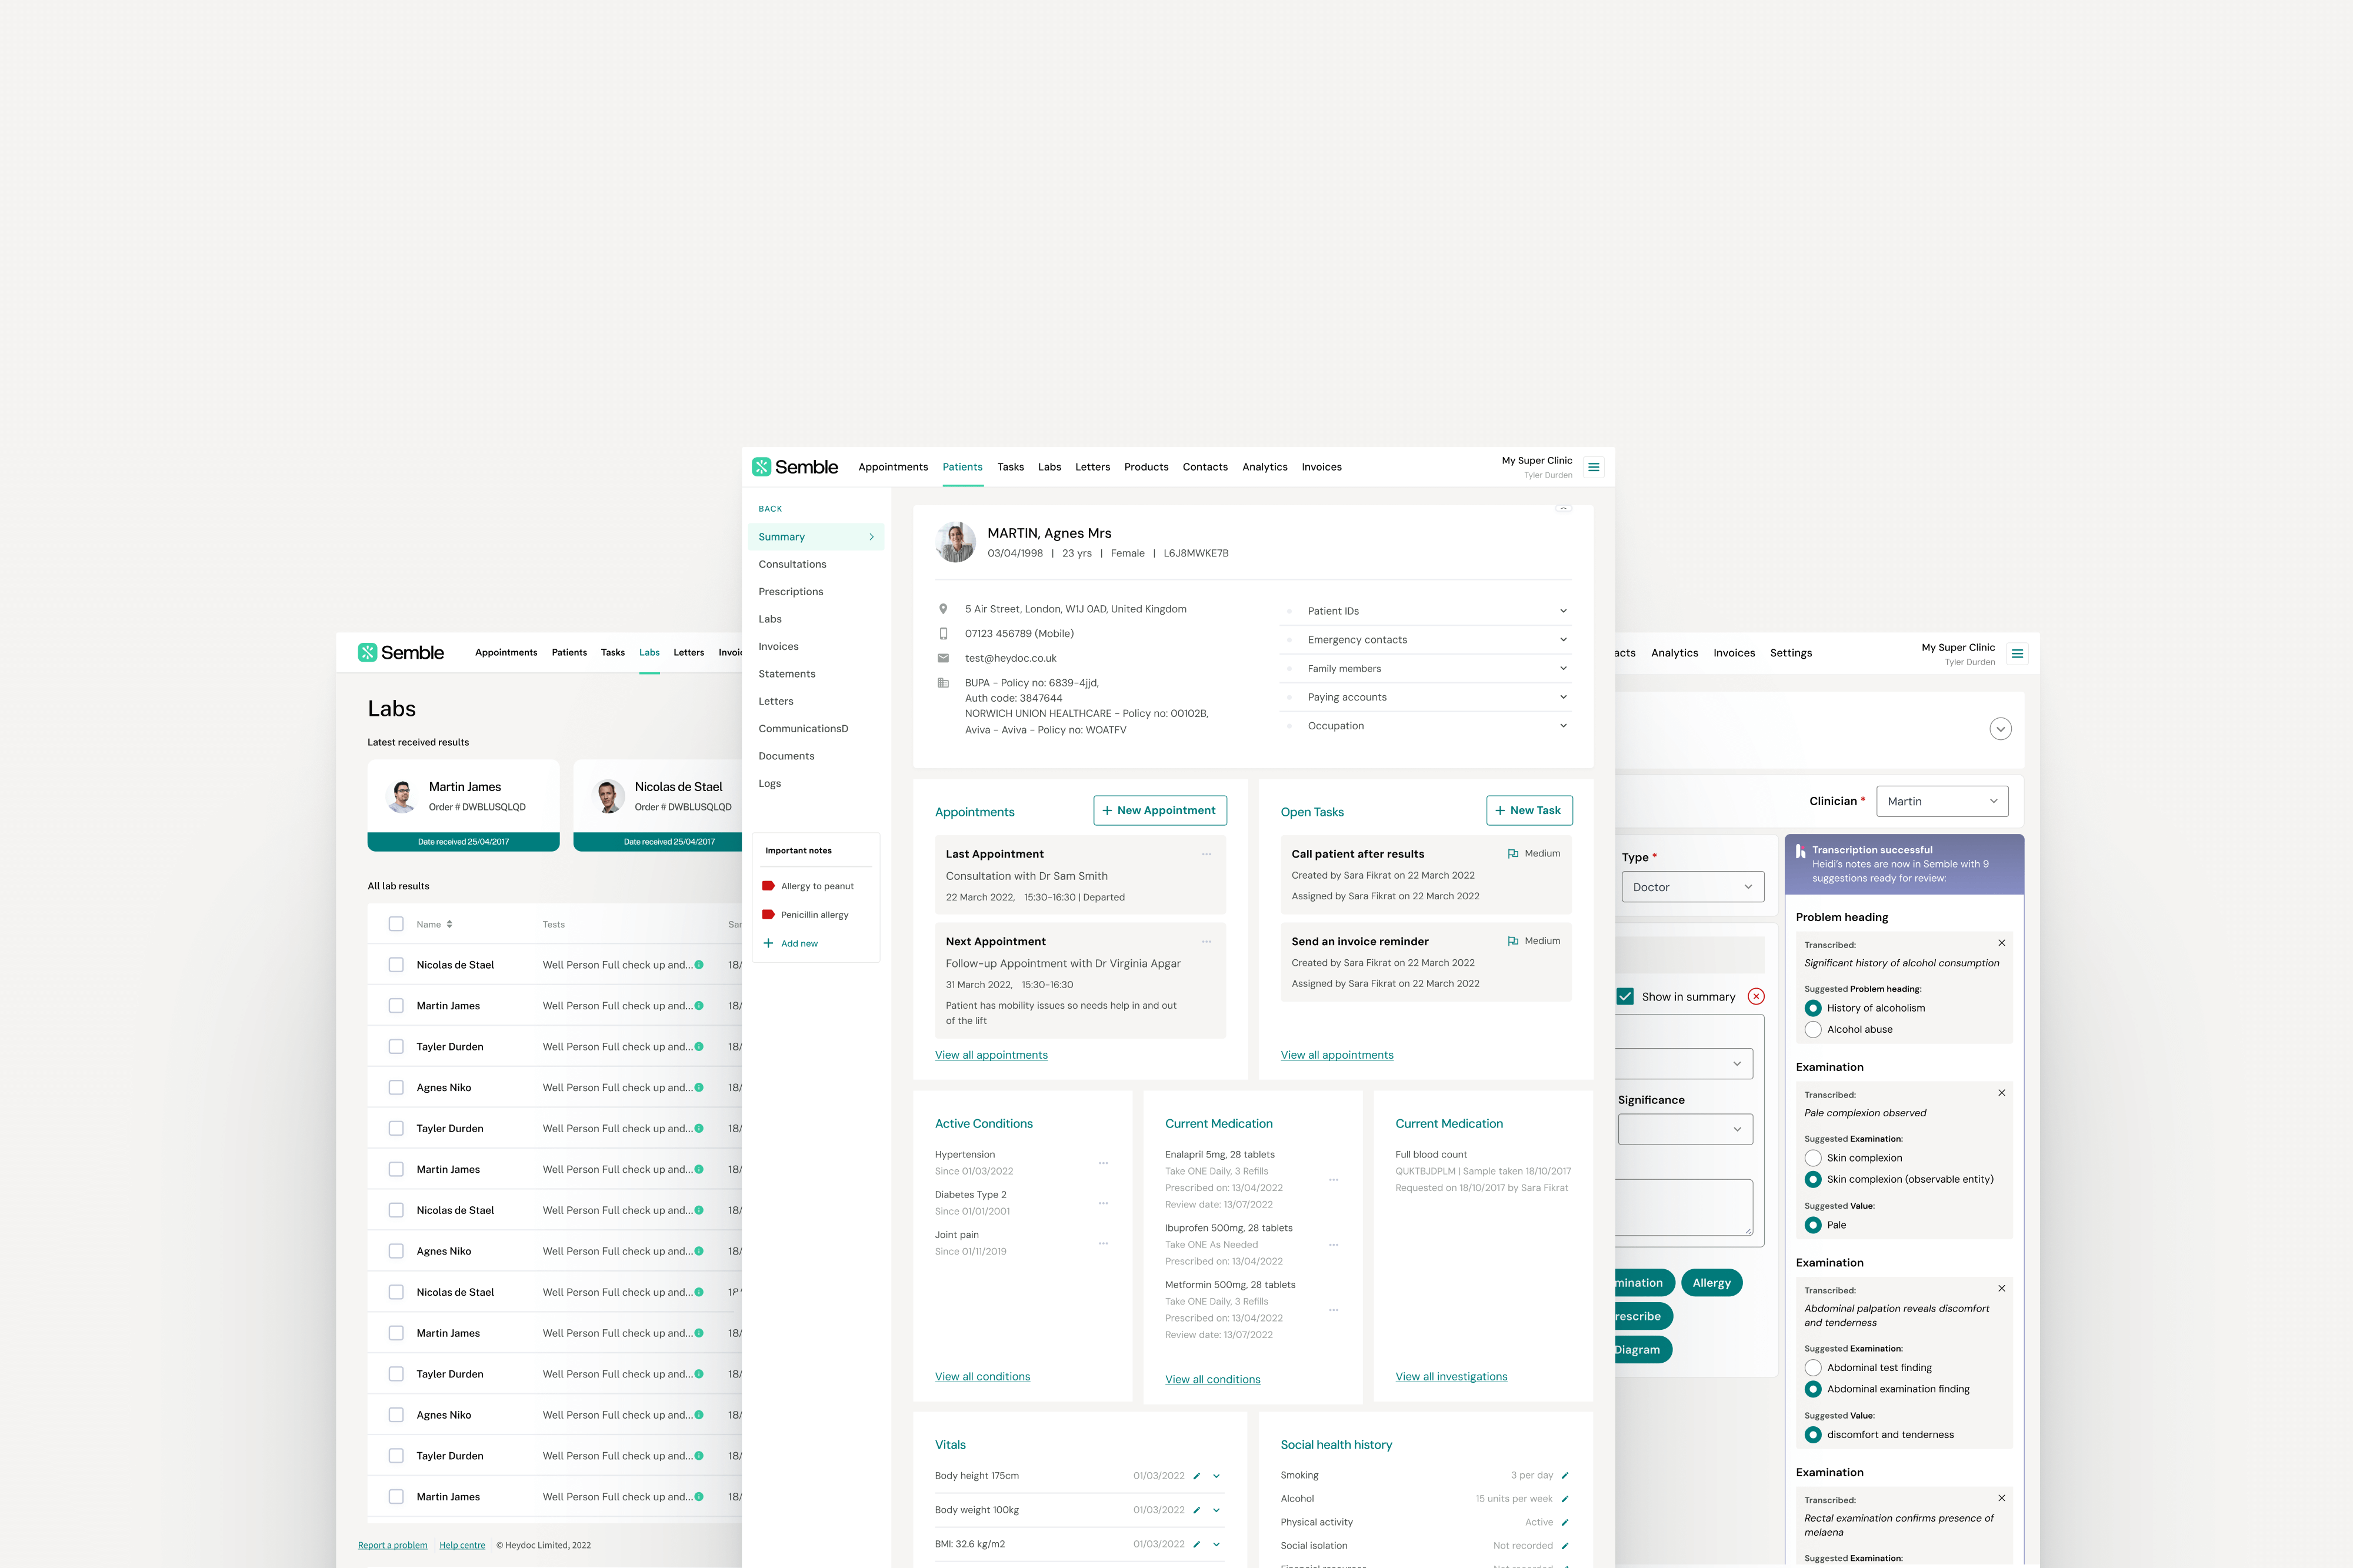 Semble
Appointments
Patients
Tasks
Labs
Letters
Products
Contacts
Analytics
Invoices
My Super Clinic
Tyler Durden
BACK
Summary
Consultations
Prescriptions
Labs
Invoices
Statements
Letters
CommunicationsD
Documents
Logs
Important notes
Allergy to peanut
Penicillin allergy
Add new
MARTIN, Agnes Mrs
03/04/1998 | 23 yrs | Female | L6J8MWKE7B
5 Air Street, London, W1J 0AD, United Kingdom
07123 456789 (Mobile)
test@heydoc.co.uk
BUPA - Policy no: 6839-4jjd,
Auth code: 3847644
NORWICH UNION HEALTHCARE - Policy no: 00102B,
Aviva - Aviva - Policy no: WOATFV
Patient IDs
Emergency contacts
Family members
Paying accounts
Occupation
Appointments
+ New Appointment
Last Appointment
Consultation with Dr Sam Smith
22 March 2022, 15:30-16:30 | Departed
Next Appointment
Follow-up Appointment with Dr Virginia Apgar
31 March 2022, 15:30-16:30
Patient has mobility issues so needs help in and out
of the lift
View all appointments
Open Tasks
+ New Task
Call patient after results
Medium
Created by Sara Fikrat on 22 March 2022
Assigned by Sara Fikrat on 22 March 2022
Send an invoice reminder
Medium
Created by Sara Fikrat on 22 March 2022
Assigned by Sara Fikrat on 22 March 2022
View all appointments
Active Conditions
Hypertension
Since 01/03/2022
Diabetes Type 2
Since 01/01/2001
Joint pain
Since 01/11/2019
View all conditions
Current Medication
Enalapril 5mg, 28 tablets
Take ONE Daily, 3 Refills
Prescribed on: 13/04/2022
Review date: 13/07/2022
Ibuprofen 500mg, 28 tablets
Take ONE As Needed
Prescribed on: 13/04/2022
Metformin 500mg, 28 tablets
Take ONE Daily, 3 Refills
Prescribed on: 13/04/2022
Review date: 13/07/2022
View all conditions
Current Medication
Full blood count
QUKTBJDPLM | Sample taken 18/10/2017
Requested on 18/10/2017 by Sara Fikrat
View all investigations
Vitals
Body height 175cm 01/03/2022
Body weight 100kg 01/03/2022
BMI: 32.6 kg/m2 01/03/2022
Social health history
Smoking 3 per day
Alcohol 15 units per week
Physical activity Active
Social isolation Not recorded
Semble
Appointments
Patients
Tasks
Labs
Letters
Labs
Latest received results
Martin James
Order # DWBLUSQLQD
Date received 25/04/2017
Nicolas de Stael
Order # DWBLUSQLQD
Date received 25/04/2017
All lab results
Name Tests
Nicolas de Stael Well Person Full check up and... 18/
Martin James Well Person Full check up and... 18/
Tayler Durden Well Person Full check up and... 18/
Agnes Niko Well Person Full check up and... 18/
Tayler Durden Well Person Full check up and... 18/
Martin James Well Person Full check up and... 18/
Nicolas de Stael Well Person Full check up and... 18/
Agnes Niko Well Person Full check up and... 18/
Nicolas de Stael Well Person Full check up and...
Martin James Well Person Full check up and... 18/
Tayler Durden Well Person Full check up and... 18/
Agnes Niko Well Person Full check up and... 18/
Tayler Durden Well Person Full check up and... 18/
Martin James Well Person Full check up and... 18/
Report a problem
Help centre
© Heydoc Limited, 2022
Analytics
Invoices
Settings
My Super Clinic
Tyler Durden
Clinician *
Martin
Type *
Doctor
Show in summary
Significance
Allergy
Diagram
Transcription successful
Heidi's notes are now in Semble with 9
suggestions ready for review:
Problem heading
Transcribed:
Significant history of alcohol consumption
Suggested Problem heading:
History of alcoholism
Alcohol abuse
Examination
Transcribed:
Pale complexion observed
Suggested Examination:
Skin complexion
Skin complexion (observable entity)
Suggested Value:
Pale
Examination
Transcribed:
Abdominal palpation reveals discomfort
and tenderness
Suggested Examination:
Abdominal test finding
Abdominal examination finding
Suggested Value:
discomfort and tenderness
Examination
Transcribed:
Rectal examination confirms presence of
melaena
Suggested Examination: